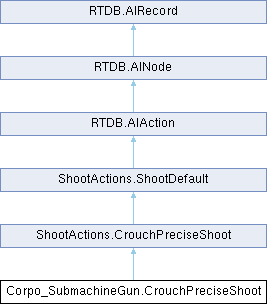 RTDB.AIRecord
RTDB.AINode
RTDB.AIAction
ShootActions.ShootDefault
ShootActions.CrouchPreciseShoot
Corpo_SubmachineGun.CrouchPreciseShoot